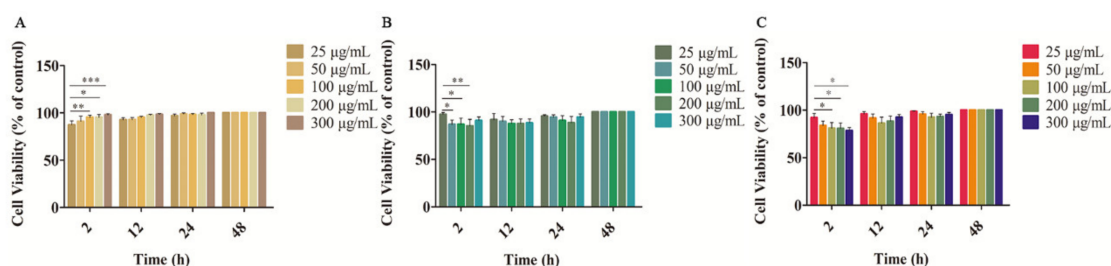 A
Cell Viability (% of control)
150
100
50
0
***
*
**
2
12
24
48
Time (h)
25 μg/mL
50 μg/mL
100 μg/mL
200 μg/mL
300 μg/mL
B
Cell Viability (% of control)
150
100
50
0
**
*
*
2
12
24
48
Time (h)
25 μg/mL
50 μg/mL
100 μg/mL
200 μg/mL
300 μg/mL
C
Cell Viability (% of control)
150
100
50
0
*
*
*
2
12
24
48
Time (h)
25 μg/mL
50 μg/mL
100 μg/mL
200 μg/mL
300 μg/mL